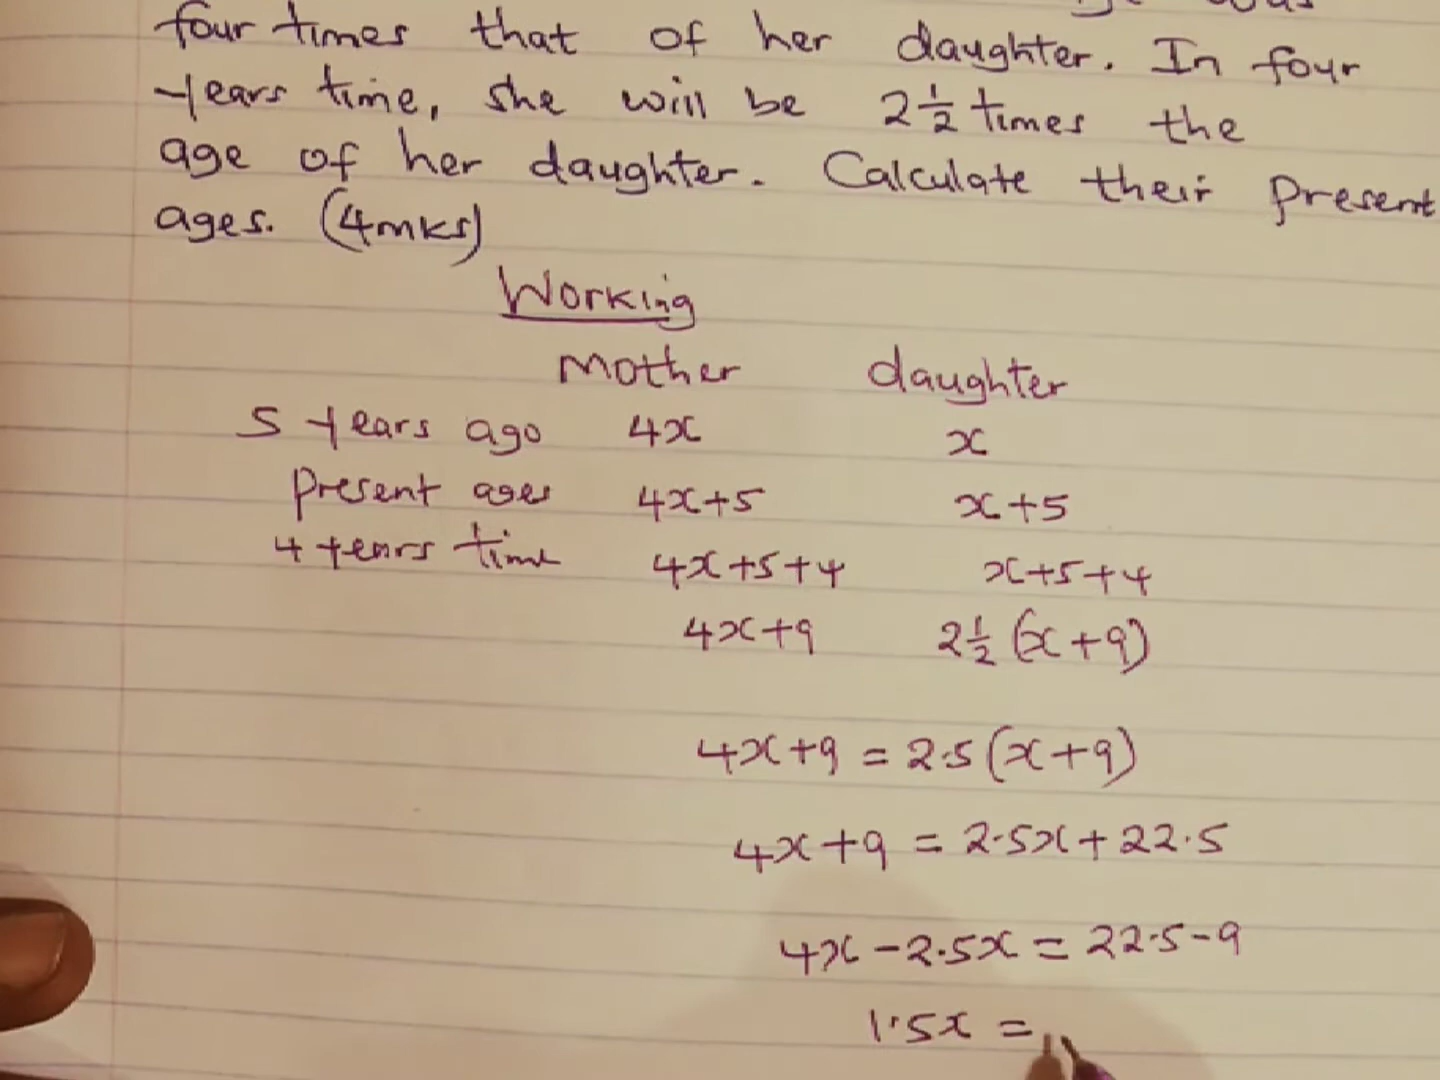 was
four times that of her daughter. In four
years time, she will be 2½ times the
age of her daughter. Calculate their present
ages. (4mks)
Working
Mother daughter
5 years ago 4x x
Present ages 4x+5 x+5
4 years time 4x+5+4 x+5+4
4x+9 2½ (x+9)
4x+9 = 2.5(x+9)
4x+9 = 2.5x+22.5
4x-2.5x = 22.5-9
1.5x =